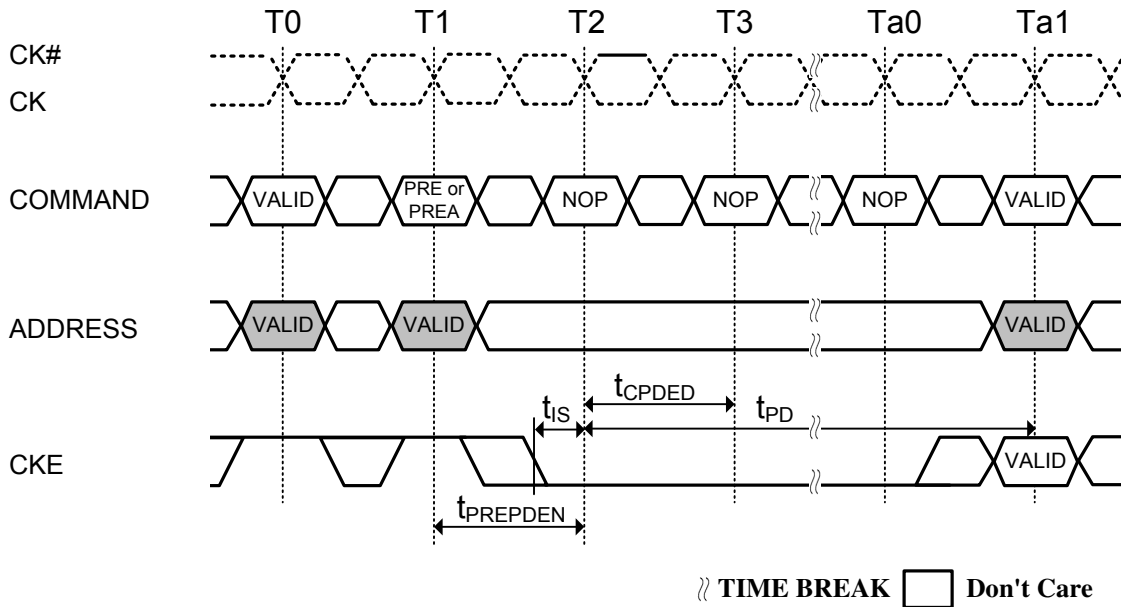 T0 T1 T2 T3 Ta0 Ta1
CK#
CK
COMMAND
VALID
PRE or
PREA
NOP NOP NOP VALID
ADDRESS
VALID VALID VALID
tCPDED
tIS tPD
CKE
VALID
tPREPDEN
TIME BREAK Don't Care